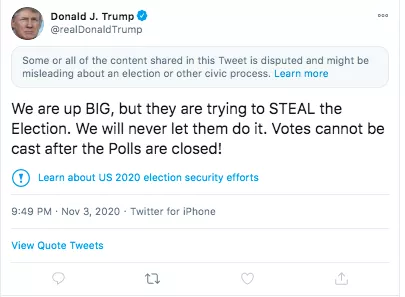 Donald J. Trump
@realDonaldTrump
Some or all of the content shared in this Tweet is disputed and might be
misleading about an election or other civic process. Learn more
We are up BIG, but they are trying to STEAL the
Election. We will never let them do it. Votes cannot be
cast after the Polls are closed!
Learn about US 2020 election security efforts
9:49 PM · Nov 3, 2020 · Twitter for iPhone
View Quote Tweets